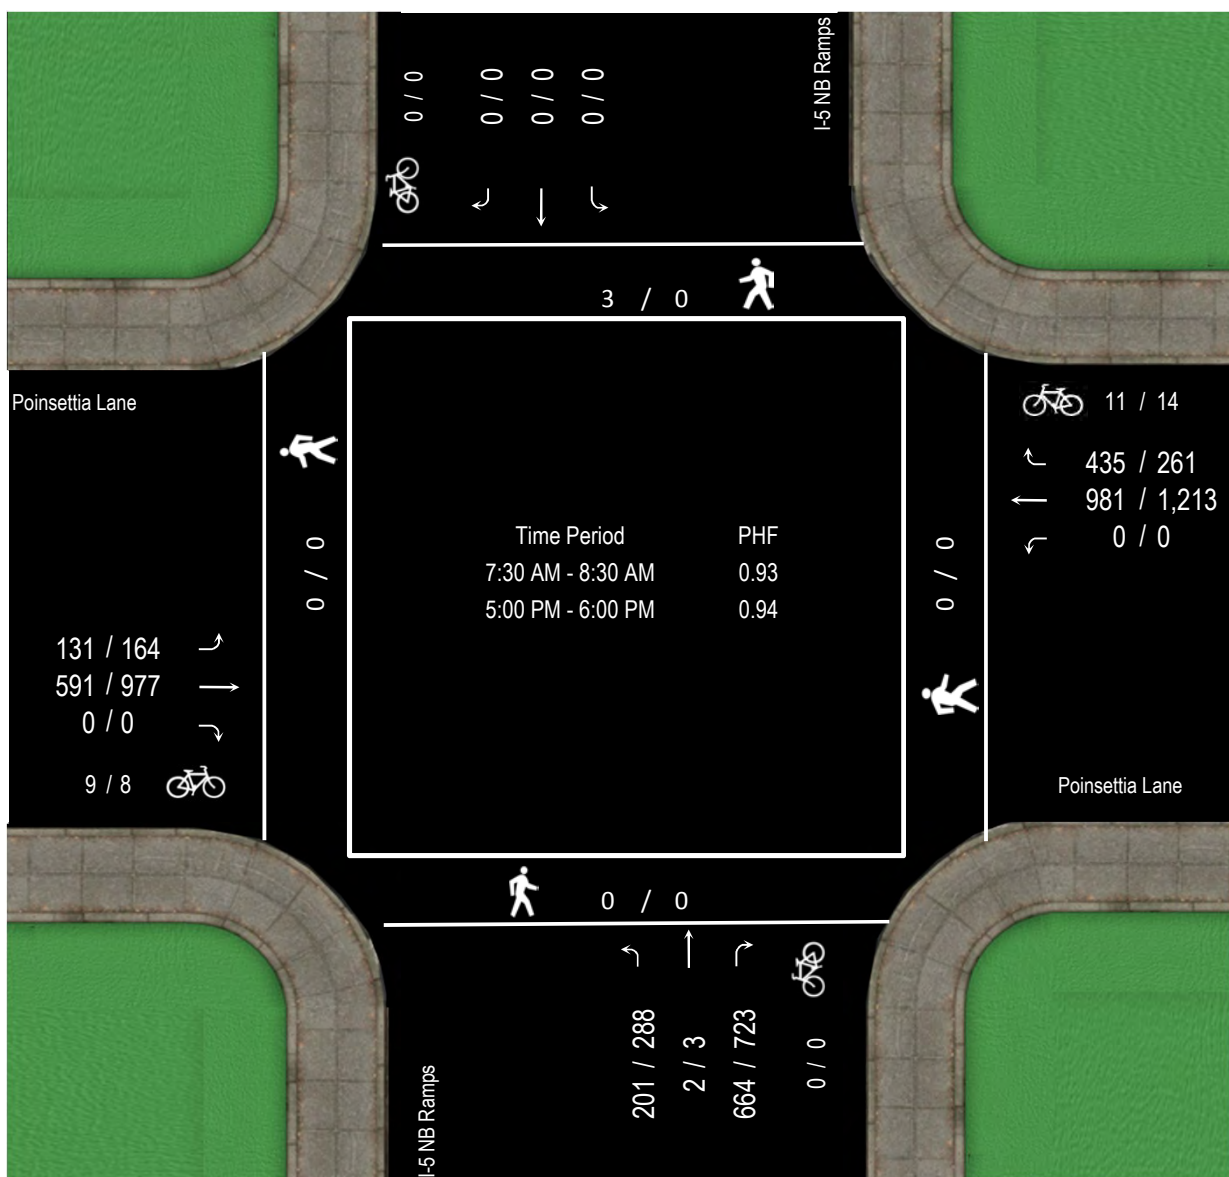 I-5 NB Ramps
0 / 0
0 / 0
0 / 0
0 / 0
3 / 0
Poinsettia Lane
11 / 14
435 / 261
981 / 1,213
0 / 0
0 / 0
0 / 0
Time Period PHF
7:30 AM - 8:30 AM 0.93
5:00 PM - 6:00 PM 0.94
131 / 164
591 / 977
0 / 0
9 / 8
Poinsettia Lane
0 / 0
201 / 288
2 / 3
664 / 723
0 / 0
I-5 NB Ramps